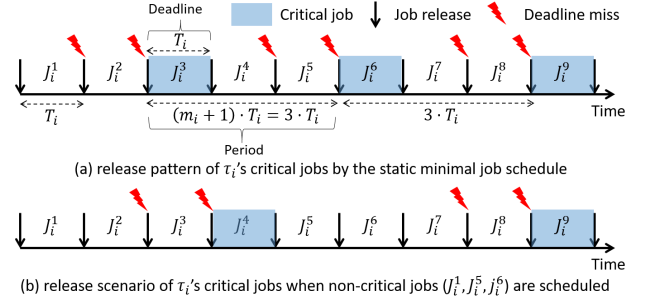 Deadline
Critical job
Job release
Deadline miss
T_i
J_i^1 J_i^2 J_i^3 J_i^4 J_i^5 J_i^6 J_i^7 J_i^8 J_i^9
Time
T_i
(m_i + 1) · T_i = 3 · T_i
3 · T_i
Period
(a) release pattern of τ_i's critical jobs by the static minimal job schedule
J_i^1 J_i^2 J_i^3 J_i^4 J_i^5 J_i^6 J_i^7 J_i^8 J_i^9
Time
(b) release scenario of τ_i's critical jobs when non-critical jobs (J_i^1, J_i^5, j_i^6) are scheduled